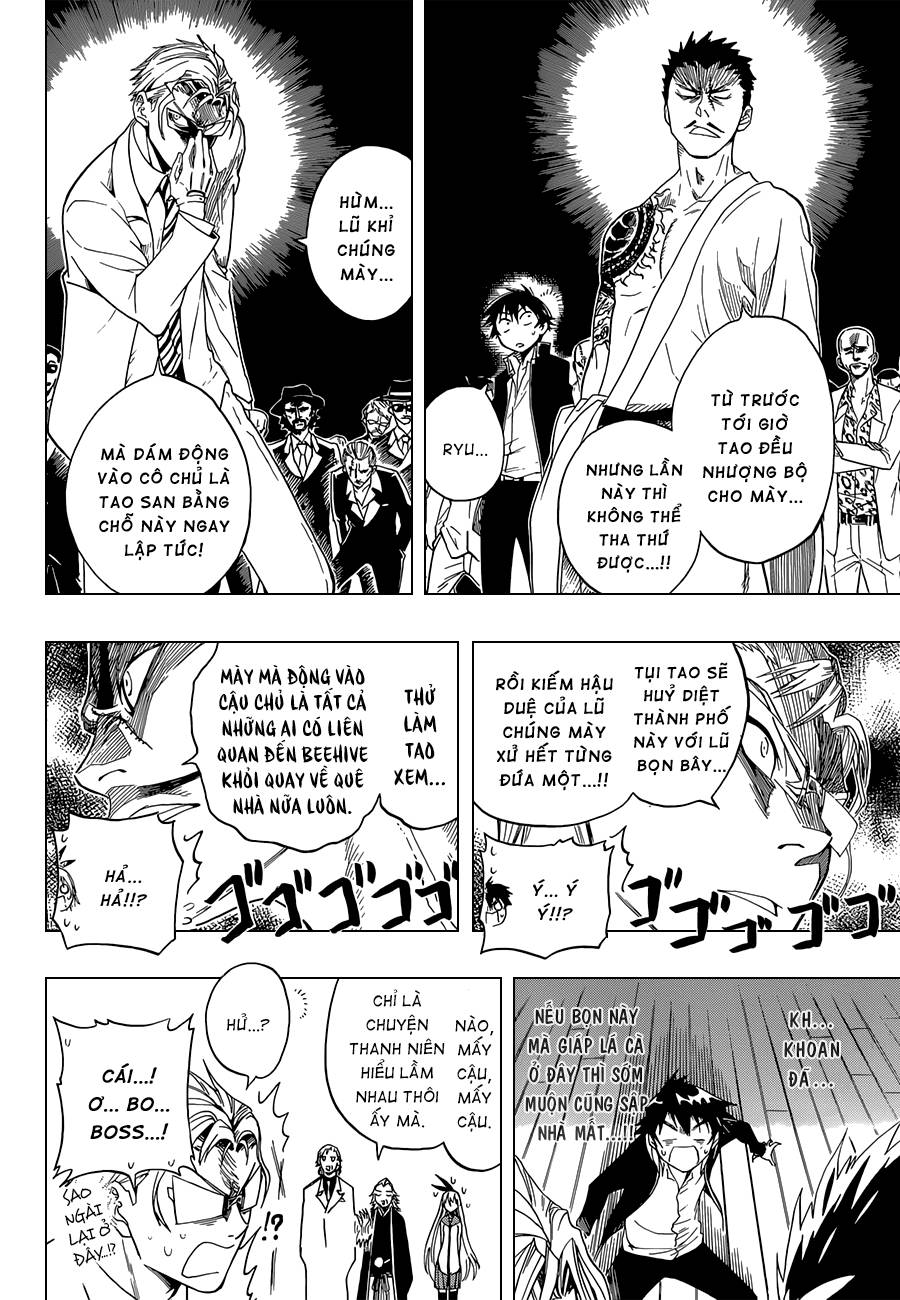 TỪ TRƯỚC
TỚI GIỜ
TAO ĐỀU
NHƯỢNG BỘ
CHO MÀY...
NHƯNG LẦN
NÀY THÌ
KHÔNG THỂ
THA THỨ
ĐƯỢC...!!
RYU...
HỪM...
LŨ KHỈ
CHÚNG
MÀY...
MÀ DÁM ĐỘNG
VÀO CÔ CHỦ LÀ
TAO SAN BẰNG
CHỖ NÀY NGAY
LẬP TỨC!
TỤI TAO SẼ
HUỶ DIỆT
THÀNH PHỐ
NÀY VỚI LŨ
BỌN BÂY...
RỒI KIẾM HẬU
DUỆ CỦA LŨ
CHÚNG MÀY
XỬ HẾT TỪNG
ĐỨA MỘT...!!
Ý... Ý
Ý!!?
ゴゴゴゴゴ
THỬ
LÀM
TAO
XEM...
MÀY MÀ ĐỘNG VÀO
CẬU CHỦ LÀ TẤT CẢ
NHỮNG AI CÓ LIÊN
QUAN ĐẾN BEEHIVE
KHỎI QUAY VỀ QUÊ
NHÀ NỮA LUÔN.
HẢ...
HẢ!!?
ゴゴゴゴゴ
KH...
KHOAN
ĐÃ...
NẾU BỌN NÀY
MÀ GIÁP LÁ CÀ
Ở ĐÂY THÌ SỚM
MUỘN CŨNG SẬP
NHÀ MẤT.....!!!!
NÀO,
MẤY
CẬU,
MẤY
CẬU.
CHỈ LÀ
CHUYỆN
THANH NIÊN
HIỂU LẦM
NHAU THÔI
ẤY MÀ.
HỬ...?
CÁI...!
Ơ... BO...
BOSS...!
!?
SAO
NGÀI
LẠI Ở
ĐÂY...!?